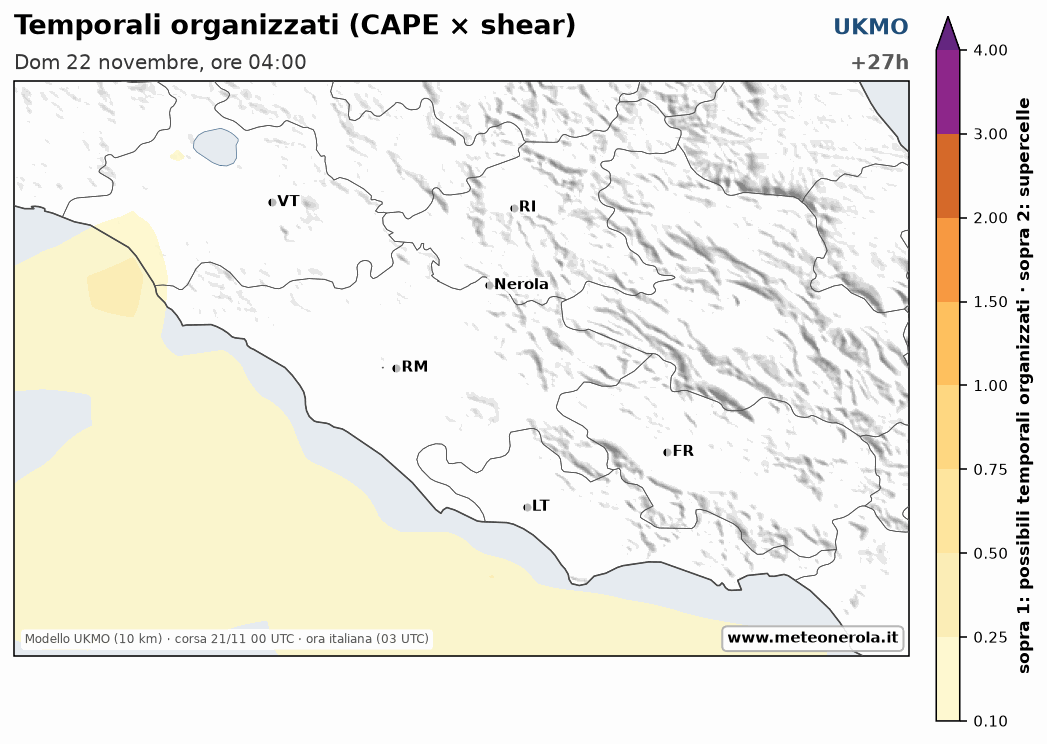 Temporali organizzati (CAPE × shear)
UKMO
Dom 22 novembre, ore 04:00
+27h
VT
RI
Nerola
RM
FR
LT
Modello UKMO (10 km) · corsa 21/11 00 UTC · ora italiana (03 UTC)
www.meteonerola.it
4.00
3.00
2.00
1.50
1.00
0.75
0.50
0.25
0.10
sopra 1: possibili temporali organizzati · sopra 2: supercelle